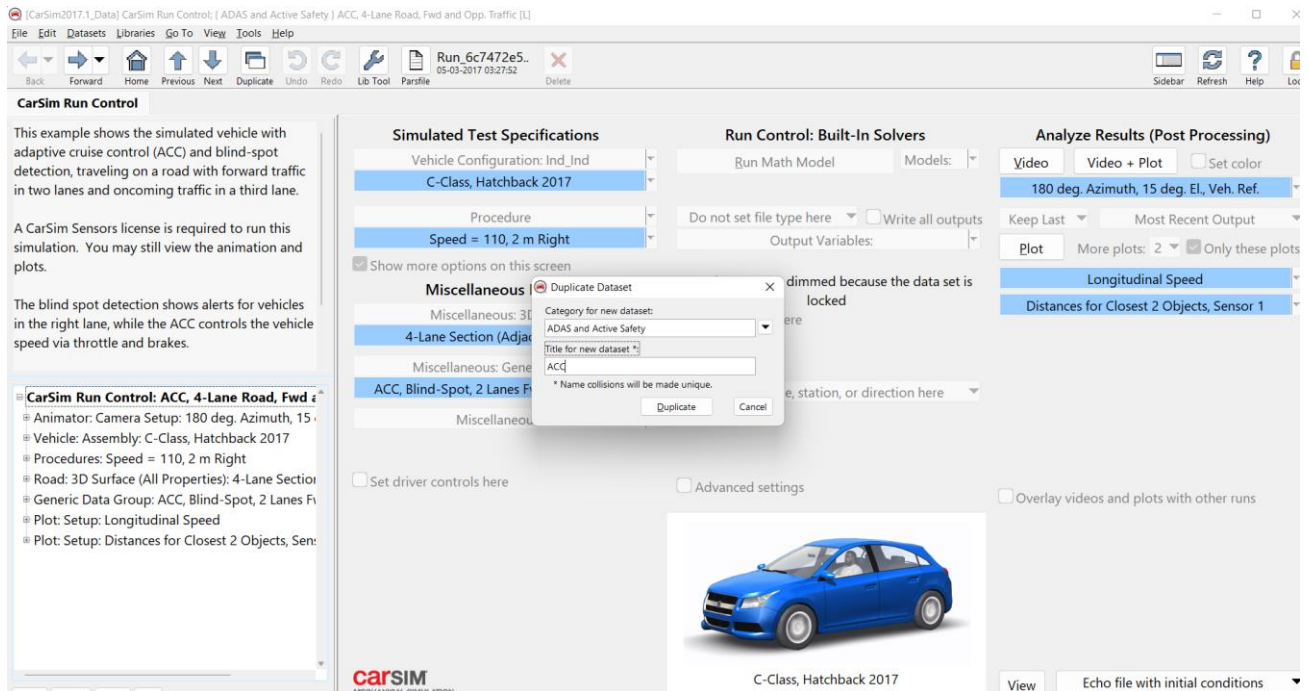 [CarSim2017.1_Data] CarSim Run Control; { ADAS and Active Safety } ACC, 4-Lane Road, Fwd and Opp. Traffic [L]
File Edit Datasets Libraries Go To View Tools Help
Run_6c7472e5..
05-03-2017 03:27:52
Back Forward Home Previous Next Duplicate Undo Redo Lib Tool Parsfile Delete Sidebar Refresh Help Loc
CarSim Run Control
This example shows the simulated vehicle with
adaptive cruise control (ACC) and blind-spot
detection, traveling on a road with forward traffic
in two lanes and oncoming traffic in a third lane.
A CarSim Sensors license is required to run this
simulation. You may still view the animation and
plots.
The blind spot detection shows alerts for vehicles
in the right lane, while the ACC controls the vehicle
speed via throttle and brakes.
CarSim Run Control: ACC, 4-Lane Road, Fwd a
Animator: Camera Setup: 180 deg. Azimuth, 15
Vehicle: Assembly: C-Class, Hatchback 2017
Procedures: Speed = 110, 2 m Right
Road: 3D Surface (All Properties): 4-Lane Section
Generic Data Group: ACC, Blind-Spot, 2 Lanes Fw
Plot: Setup: Longitudinal Speed
Plot: Setup: Distances for Closest 2 Objects, Sens
Simulated Test Specifications
Vehicle Configuration: Ind_Ind
C-Class, Hatchback 2017
Procedure
Speed = 110, 2 m Right
Show more options on this screen
Miscellaneous
Miscellaneous: 3D
4-Lane Section (Adjac
Miscellaneous: Gene
ACC, Blind-Spot, 2 Lanes F
Miscellaneou
Set driver controls here
Duplicate Dataset
Category for new dataset:
ADAS and Active Safety
Title for new dataset *:
ACC
* Name collisions will be made unique.
Duplicate Cancel
Run Control: Built-In Solvers
Run Math Model Models:
Do not set file type here Write all outputs
Output Variables:
dimmed because the data set is
locked
ere
e, station, or direction here
Advanced settings
C-Class, Hatchback 2017
Analyze Results (Post Processing)
Video Video + Plot Set color
180 deg. Azimuth, 15 deg. El., Veh. Ref.
Keep Last Most Recent Output
Plot More plots: 2 Only these plots
Longitudinal Speed
Distances for Closest 2 Objects, Sensor 1
Overlay videos and plots with other runs
View Echo file with initial conditions
carSIM